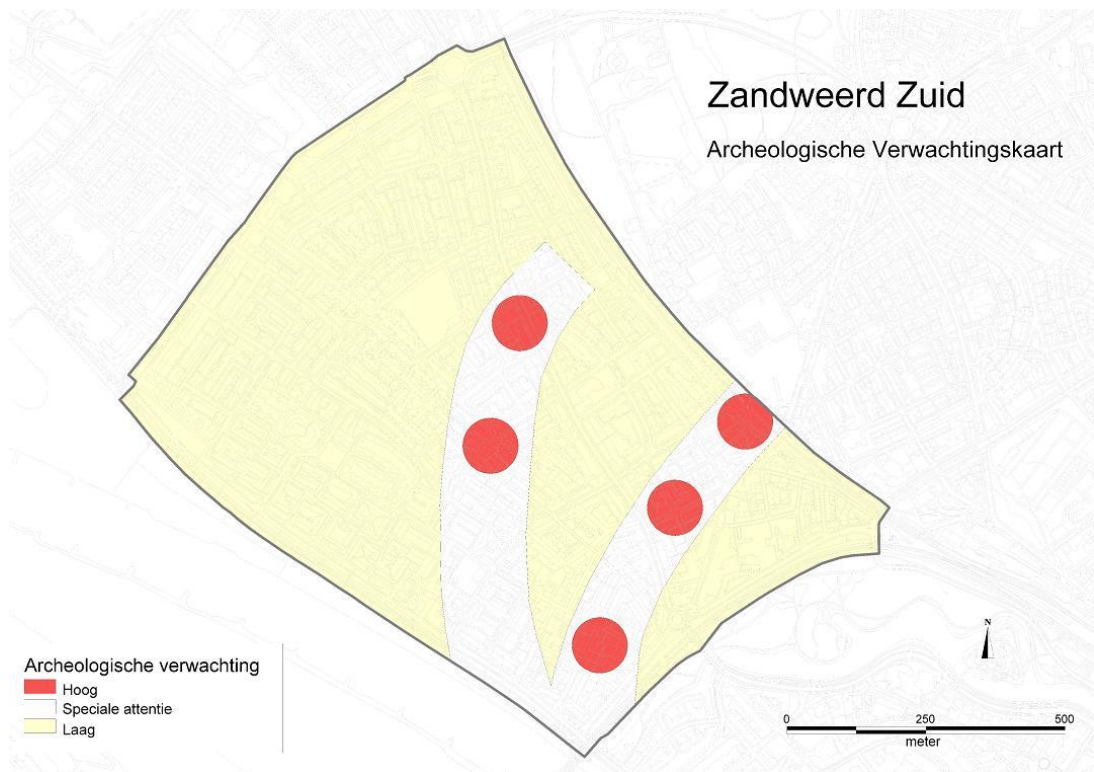 Zandweerd Zuid
Archeologische Verwachtingskaart
N
Archeologische verwachting
Hoog
Speciale attentie
Laag
0 250 500
meter